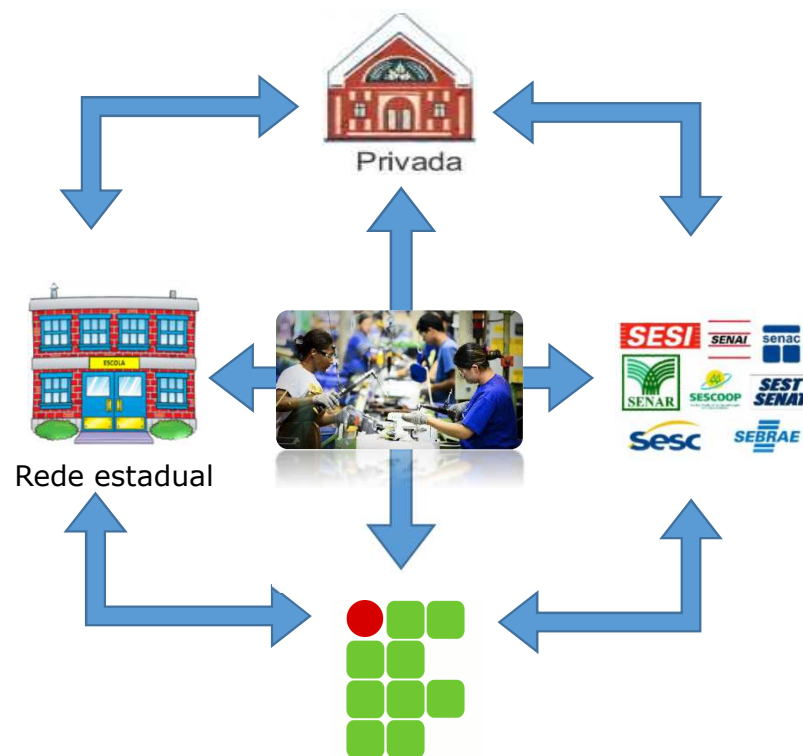 Privada
ESCOLA
Rede estadual
SESI
SENAI
senac
SENAR
SESCOOP
SEST
SENAT
Sesc
SEBRAE